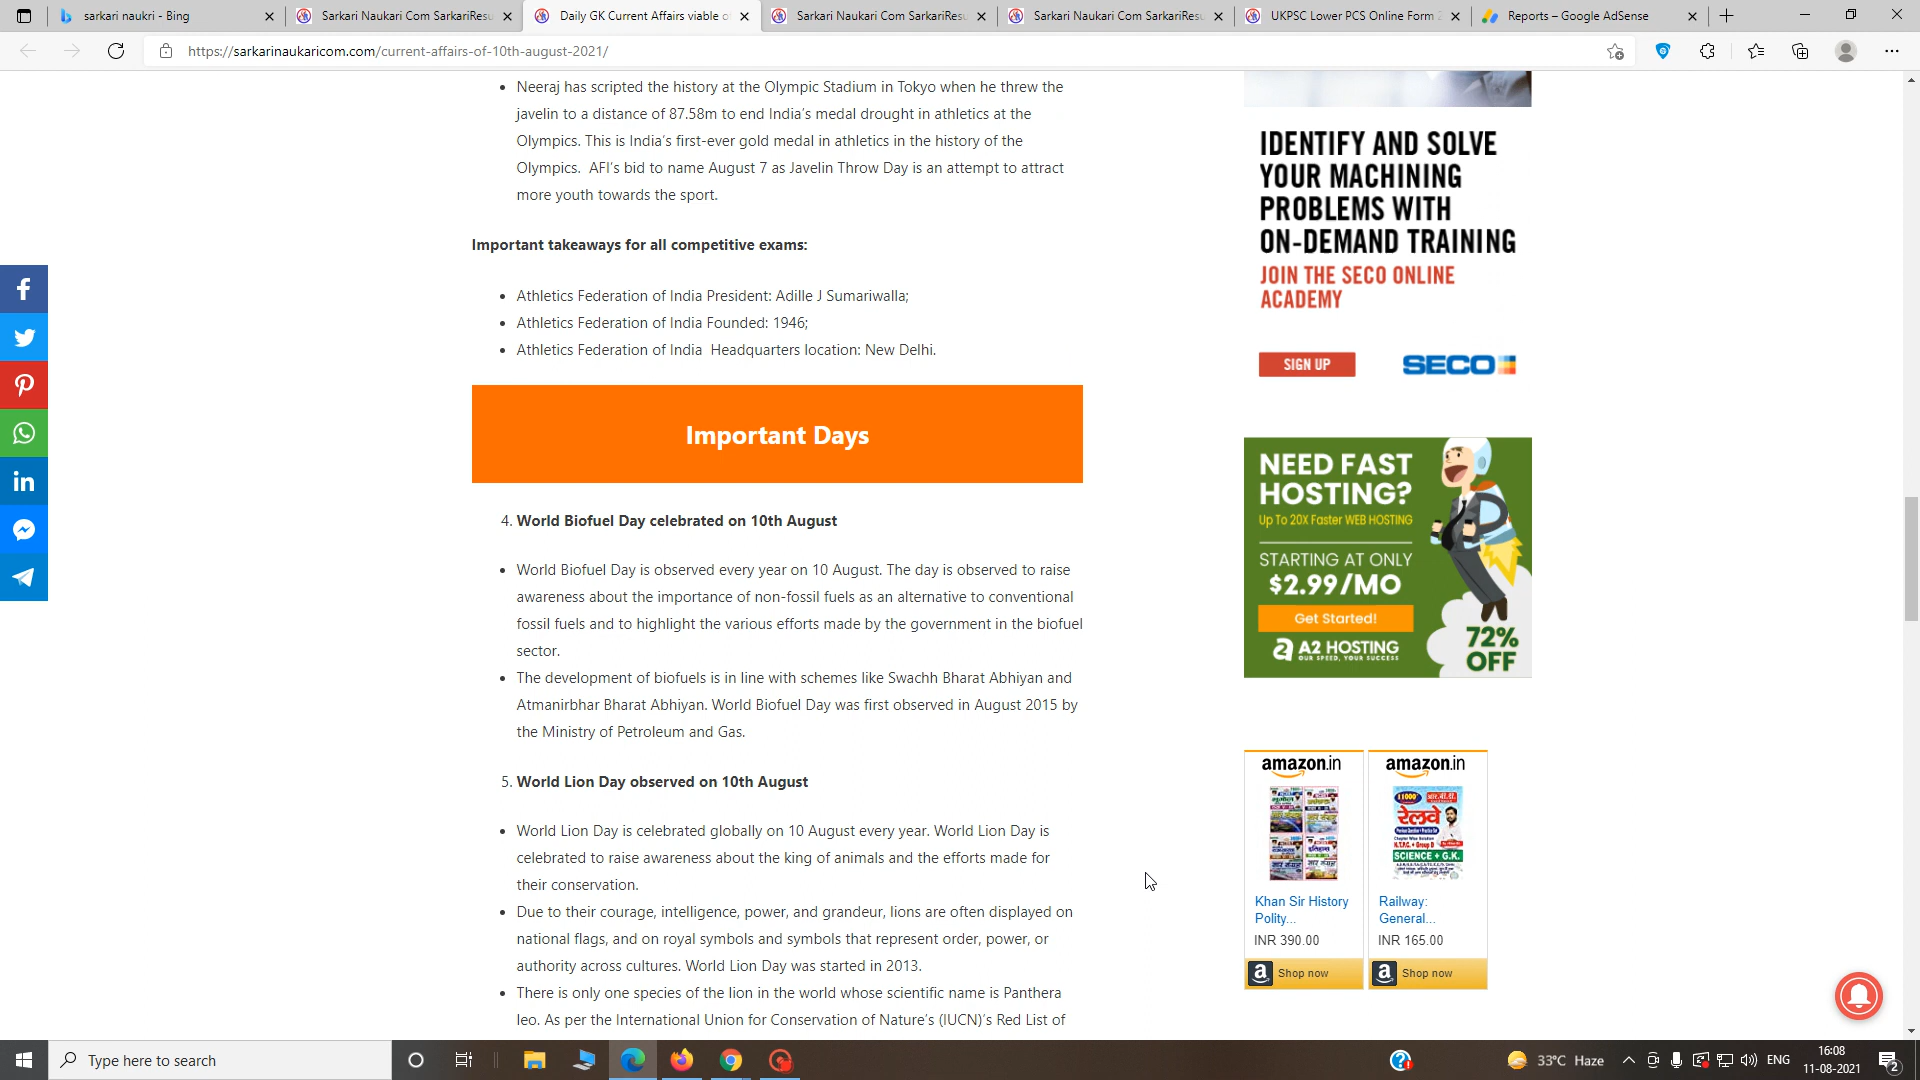 sarkari naukri - Bing
Sarkari Naukari Com SarkariResu
Daily GK Current Affairs viable o
Sarkari Naukari Com SarkariResu
Sarkari Naukari Com SarkariResu
UKPSC Lower PCS Online Form 2
Reports – Google AdSense
https://sarkarinaukaricom.com/current-affairs-of-10th-august-2021/
Neeraj has scripted the history at the Olympic Stadium in Tokyo when he threw the
javelin to a distance of 87.58m to end India's medal drought in athletics at the
Olympics. This is India's first-ever gold medal in athletics in the history of the
Olympics. AFI's bid to name August 7 as Javelin Throw Day is an attempt to attract
more youth towards the sport.
Important takeaways for all competitive exams:
Athletics Federation of India President: Adille J Sumariwalla;
Athletics Federation of India Founded: 1946;
Athletics Federation of India Headquarters location: New Delhi.
Important Days
4. World Biofuel Day celebrated on 10th August
World Biofuel Day is observed every year on 10 August. The day is observed to raise
awareness about the importance of non-fossil fuels as an alternative to conventional
fossil fuels and to highlight the various efforts made by the government in the biofuel
sector.
The development of biofuels is in line with schemes like Swachh Bharat Abhiyan and
Atmanirbhar Bharat Abhiyan. World Biofuel Day was first observed in August 2015 by
the Ministry of Petroleum and Gas.
5. World Lion Day observed on 10th August
World Lion Day is celebrated globally on 10 August every year. World Lion Day is
celebrated to raise awareness about the king of animals and the efforts made for
their conservation.
Due to their courage, intelligence, power, and grandeur, lions are often displayed on
national flags, and on royal symbols and symbols that represent order, power, or
authority across cultures. World Lion Day was started in 2013.
There is only one species of the lion in the world whose scientific name is Panthera
leo. As per the International Union for Conservation of Nature's (IUCN)'s Red List of
IDENTIFY AND SOLVE
YOUR MACHINING
PROBLEMS WITH
ON-DEMAND TRAINING
JOIN THE SECO ONLINE
ACADEMY
SIGN UP
SECO
NEED FAST
HOSTING?
Up To 20X Faster WEB HOSTING
STARTING AT ONLY
$2.99/MO
Get Started!
A2 HOSTING
OUR SPEED, YOUR SUCCESS
72%
OFF
amazon.in
Khan Sir History
Polity...
INR 390.00
Shop now
amazon.in
11000+
रेलवे
N.T.P.C. + Group D
SCIENCE + G.K.
Railway:
General...
INR 165.00
Shop now
Type here to search
33°C Haze
ENG
16:08
11-08-2021
2